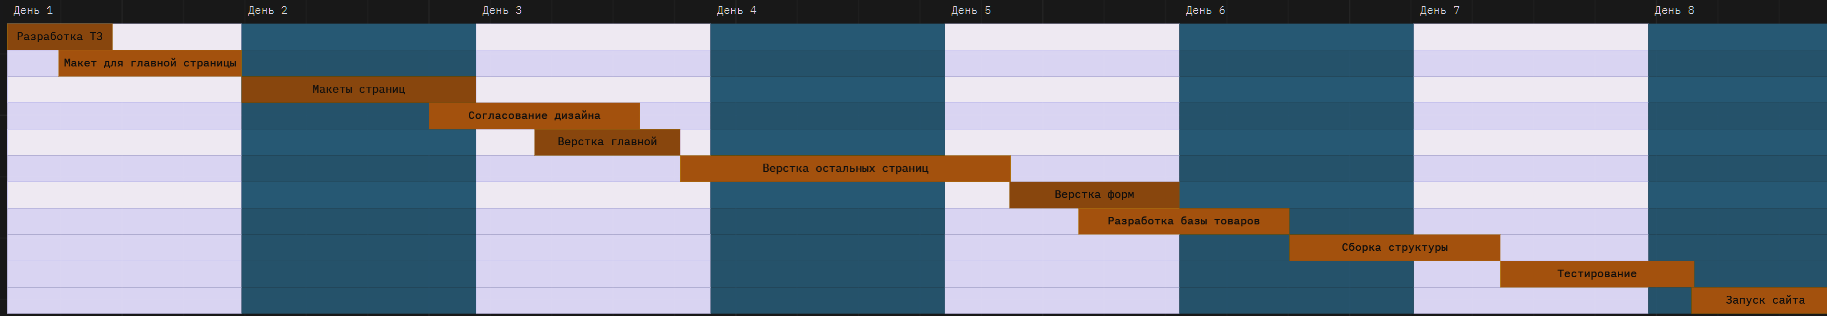 День 1
День 2
День 3
День 4
День 5
День 6
День 7
День 8
Разработка ТЗ
Макет для главной страницы
Макеты страниц
Согласование дизайна
Верстка главной
Верстка остальных страниц
Верстка форм
Разработка базы товаров
Сборка структуры
Тестирование
Запуск сайта